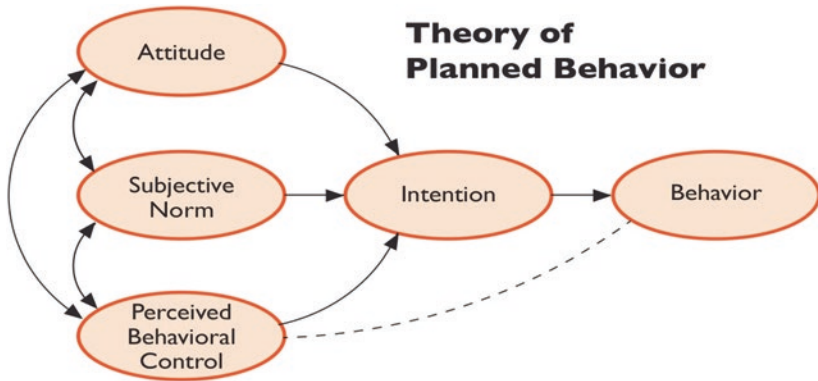 Theory of
Planned Behavior
Attitude
Subjective
Norm
Intention
Behavior
Perceived
Behavioral
Control